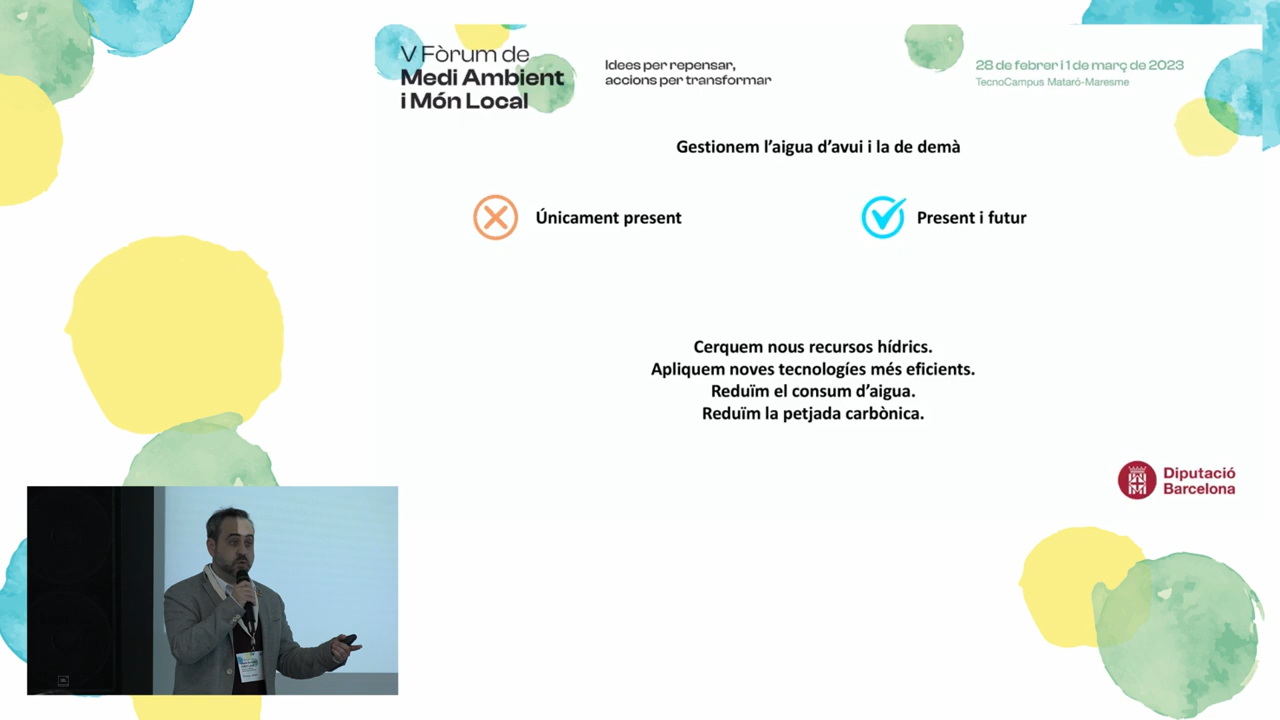 V Fòrum de
Medi Ambient
i Món Local
Idees per repensar,
accions per transformar
28 de febrer i 1 de març de 2023
TecnoCampus Mataró-Maresme
Gestionem l’aigua d’avui i la de demà
Únicament present
Present i futur
Cerquem nous recursos hídrics.
Apliquem noves tecnologíes més eficients.
Reduïm el consum d’aigua.
Reduïm la petjada carbònica.
Diputació
Barcelona